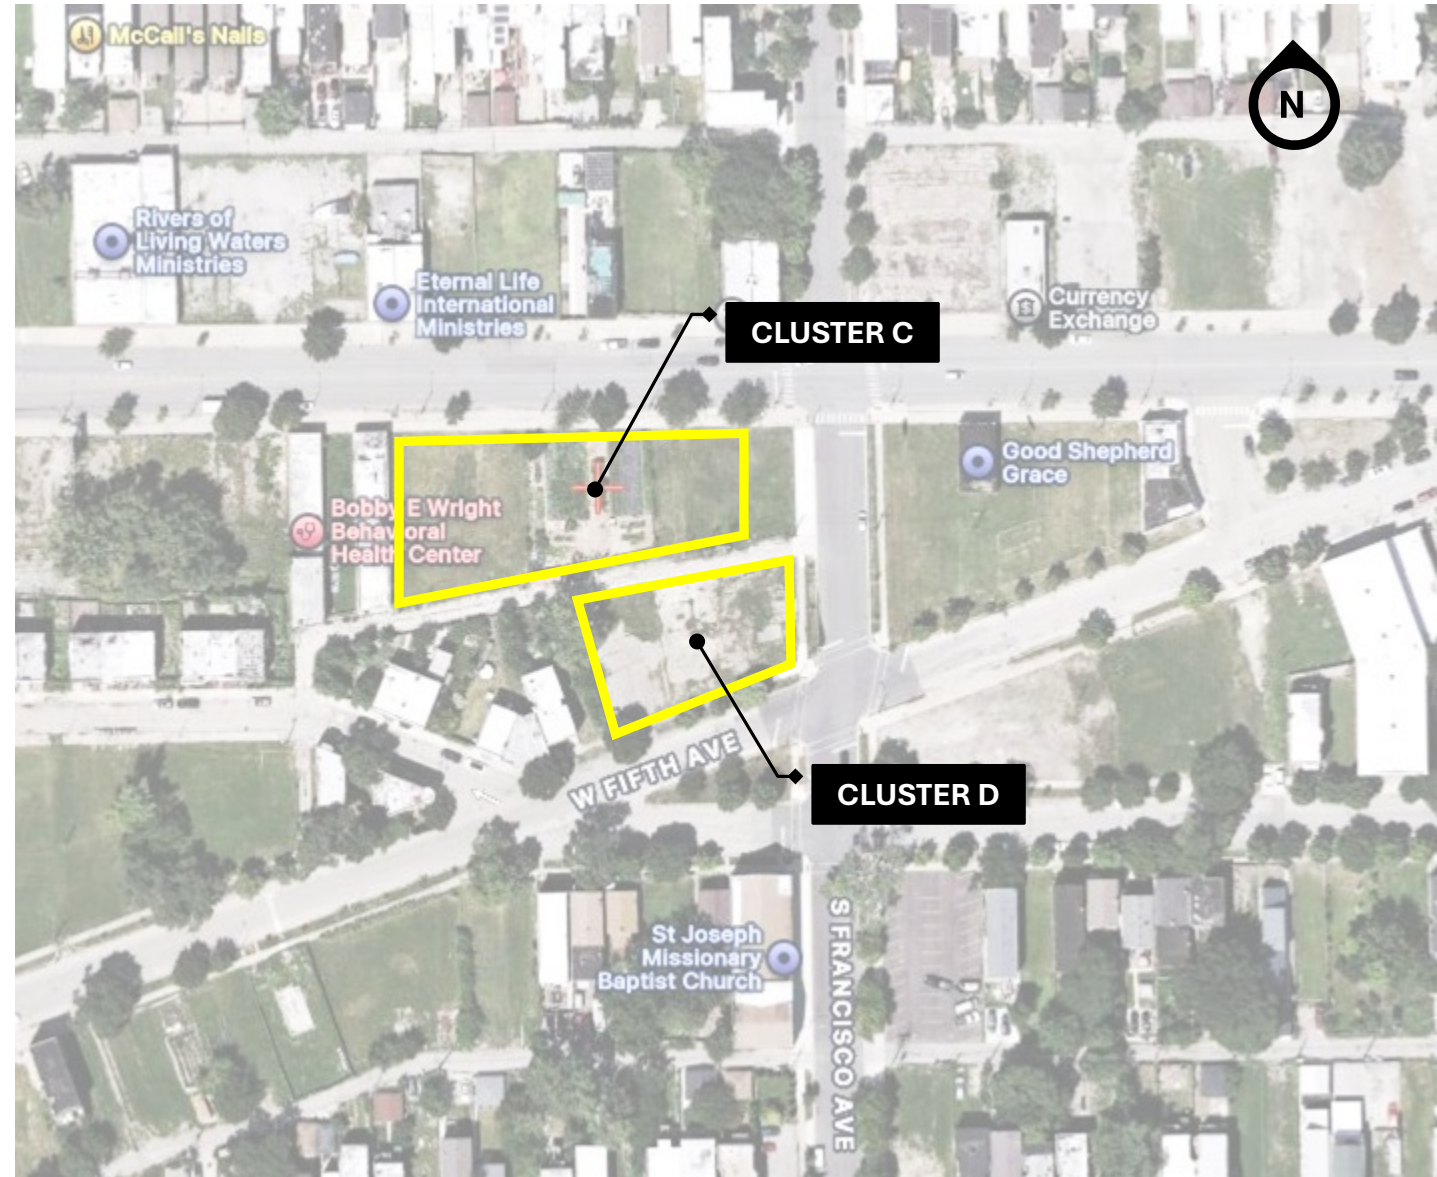 McCall's Nails
N
Rivers of
Living Waters
Ministries
Eternal Life
International
Ministries
Currency
Exchange
CLUSTER C
Good Shepherd
Grace
Bobby E Wright
Behavioral
Health Center
W FIFTH AVE
CLUSTER D
St Joseph
Missionary
Baptist Church
S FRANCISCO AVE